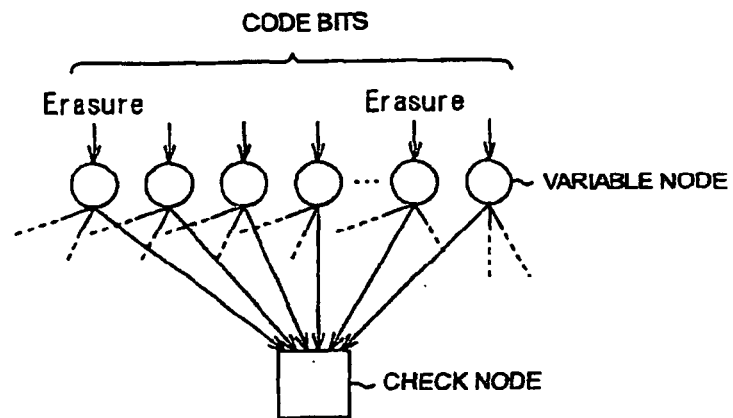 CODE BITS
Erasure Erasure
...
VARIABLE NODE
CHECK NODE